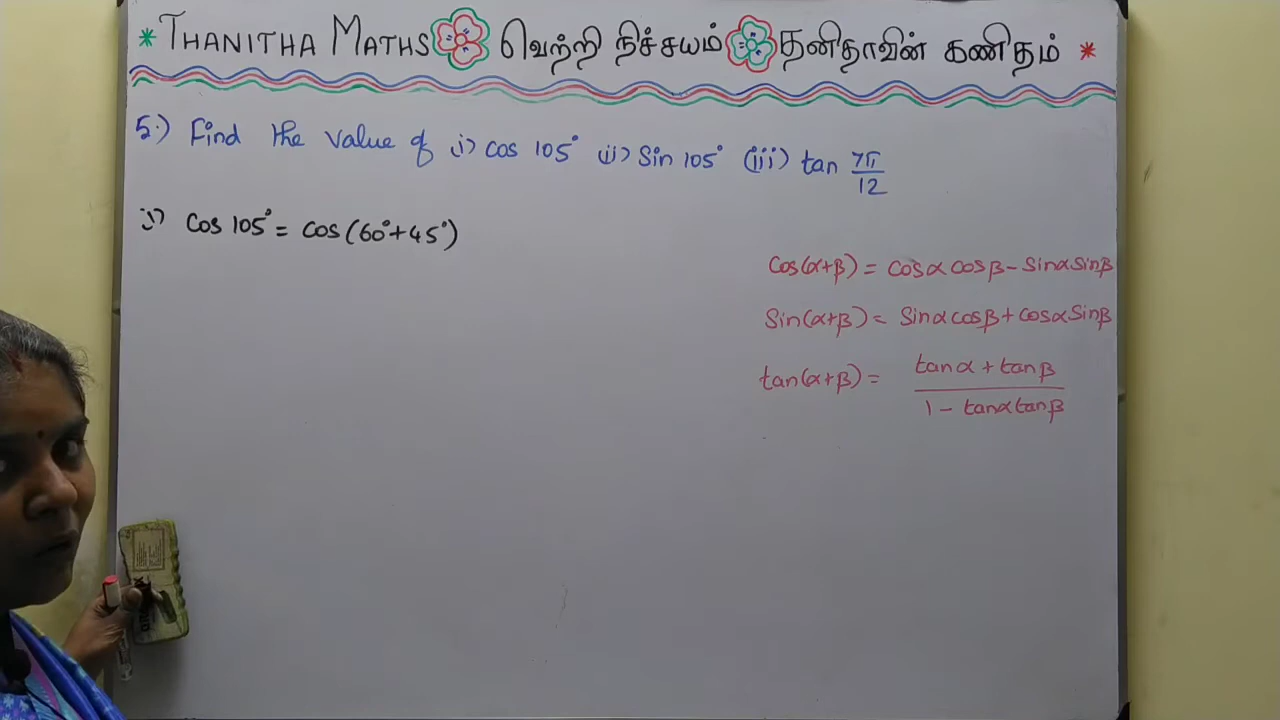 * THANITHA MATHS வெற்றி நிச்சயம் தனிதாவின் கணிதம் *
5.) Find the value of i) cos 105° ii) Sin 105° (iii) tan 7π/12
i) Cos 105° = cos(60°+45°)
cos(α+β) = cosα cosβ - sinα sinβ
Sin(α+β) = Sinα cosβ + cosα Sinβ
tan(α+β) = tanα + tanβ / 1 - tanα tanβ